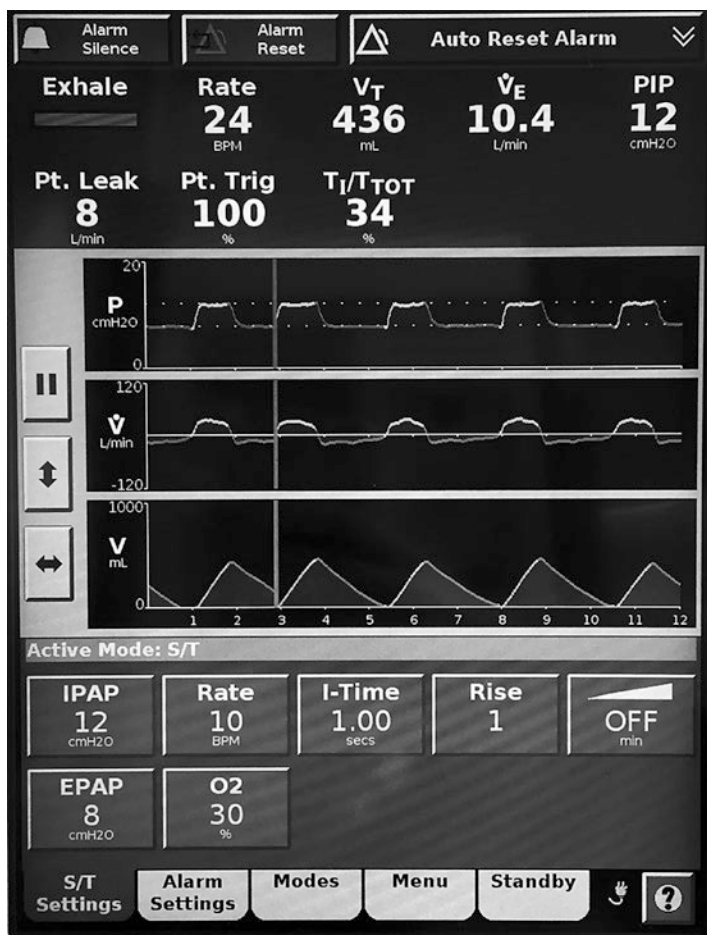 Alarm Silence
Alarm Reset
Auto Reset Alarm
Exhale
Rate
24
BPM
VT
436
mL
V̇E
10.4
L/min
PIP
12
cmH2O
Pt. Leak
8
L/min
Pt. Trig
100
%
TI/TTOT
34
%
20
P
cmH2O
0
120
V̇
L/min
-120
1000
V
mL
0
1 2 3 4 5 6 7 8 9 10 11 12
Active Mode: S/T
IPAP
12
cmH2O
Rate
10
BPM
I-Time
1.00
secs
Rise
1
OFF
min
EPAP
8
cmH2O
O2
30
%
S/T Settings
Alarm Settings
Modes
Menu
Standby
?